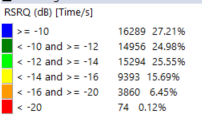 RSRQ (dB) [Time/s]
>= -10 16289 27.21%
< -10 and >= -12 14956 24.98%
< -12 and >= -14 15294 25.55%
< -14 and >= -16 9393 15.69%
< -16 and >= -20 3860 6.45%
< -20 74 0.12%